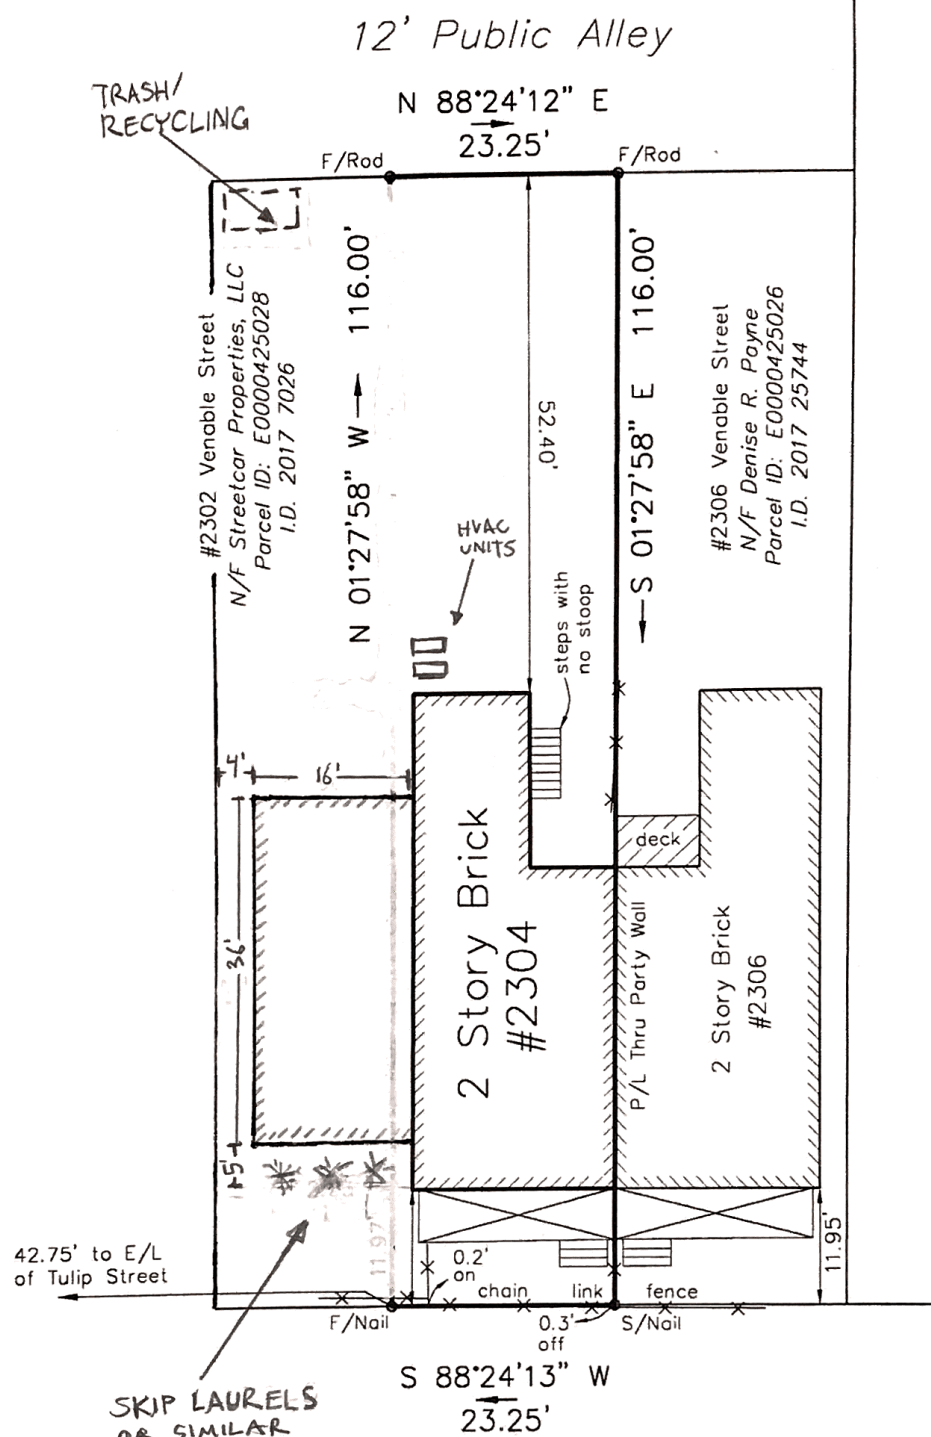 12' Public Alley
TRASH/
RECYCLING
N 88°24'12" E
23.25'
F/Rod
F/Rod
#2302 Venable Street
N/F Streetcar Properties, LLC
Parcel ID: E0000425028
I.D. 2017 7026
N 01°27'58" W
116.00'
52.40'
S 01°27'58" E
116.00'
#2306 Venable Street
N/F Denise R. Payne
Parcel ID: E0000425026
I.D. 2017 25744
HVAC
UNITS
steps with
no stoop
4'
16'
deck
36'
2 Story Brick
#2304
P/L Thru Party Wall
2 Story Brick
#2306
5'
11.97'
11.95'
42.75' to E/L
of Tulip Street
0.2'
on
chain link fence
F/Nail
0.3'
off
S/Nail
S 88°24'13" W
23.25'
SKIP LAURELS
OR SIMILAR